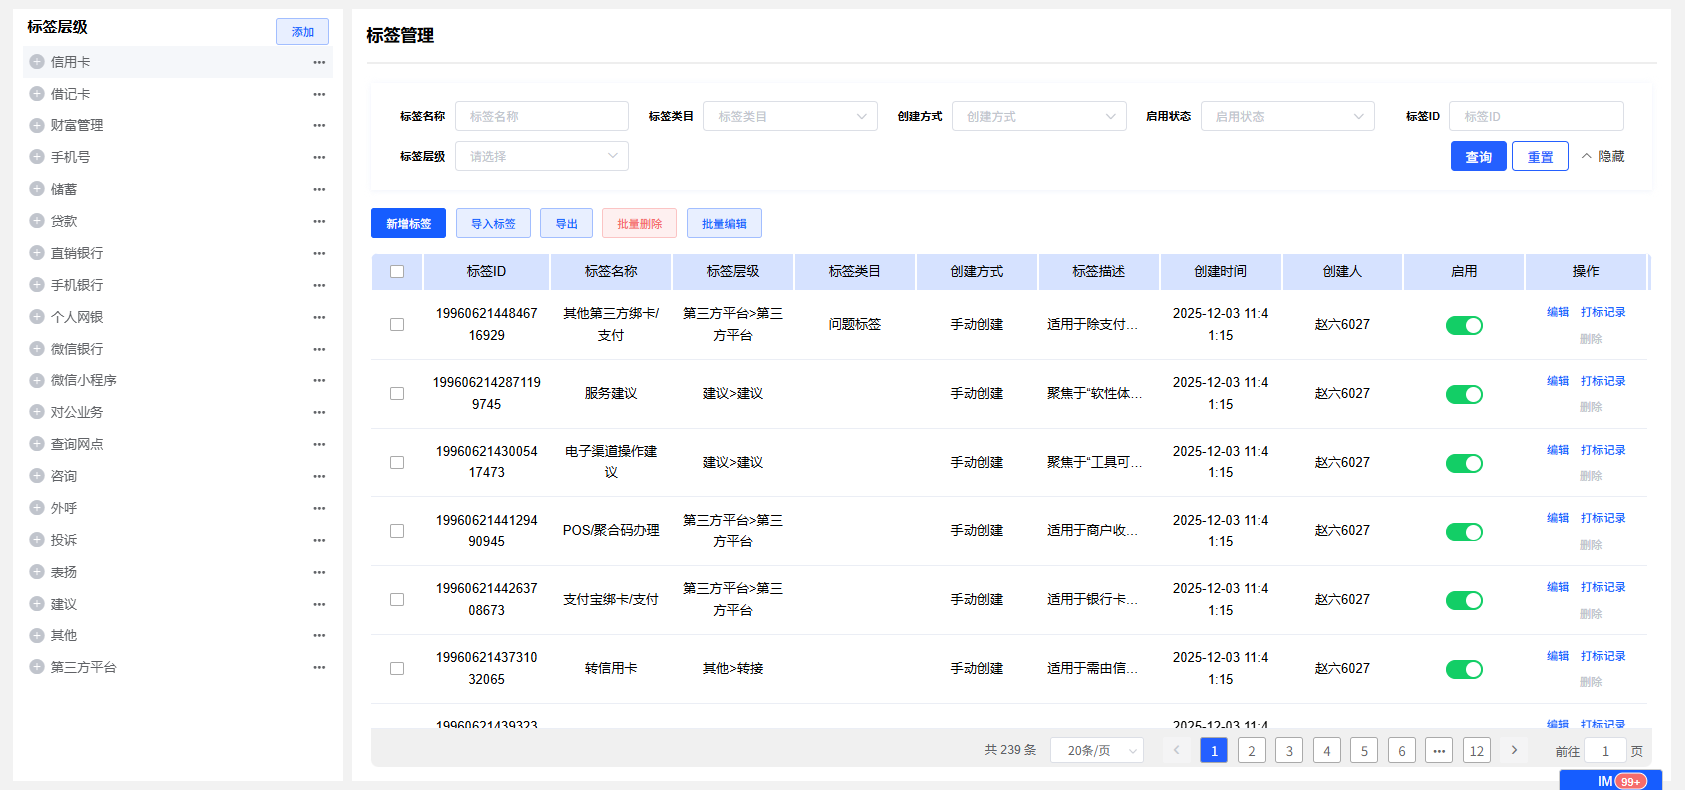 标签层级
添加
信用卡
借记卡
财富管理
手机号
储蓄
贷款
直销银行
手机银行
个人网银
微信银行
微信小程序
对公业务
查询网点
咨询
外呼
投诉
表扬
建议
其他
第三方平台
标签管理
标签名称 标签名称 标签类目 标签类目 创建方式 创建方式 启用状态 启用状态 标签ID 标签ID
标签层级 请选择 查询 重置 隐藏
新增标签 导入标签 导出 批量删除 批量编辑
标签ID 标签名称 标签层级 标签类目 创建方式 标签描述 创建时间 创建人 启用 操作
19960621448467
16929
其他第三方绑卡/
支付
第三方平台>第三
方平台
问题标签
手动创建
适用于除支付...
2025-12-03 11:4
1:15
赵六6027
编辑 打标记录
删除
199606214287119
9745
服务建议
建议>建议
手动创建
聚焦于“软性体...
2025-12-03 11:4
1:15
赵六6027
编辑 打标记录
删除
19960621430054
17473
电子渠道操作建
议
建议>建议
手动创建
聚焦于“工具可...
2025-12-03 11:4
1:15
赵六6027
编辑 打标记录
删除
19960621441294
90945
POS/聚合码办理
第三方平台>第三
方平台
手动创建
适用于商户收...
2025-12-03 11:4
1:15
赵六6027
编辑 打标记录
删除
19960621442637
08673
支付宝绑卡/支付
第三方平台>第三
方平台
手动创建
适用于银行卡...
2025-12-03 11:4
1:15
赵六6027
编辑 打标记录
删除
19960621437310
32065
转信用卡
其他>转接
手动创建
适用于需由信...
2025-12-03 11:4
1:15
赵六6027
编辑 打标记录
删除
19960621439323
2025-12-03 11:4
编辑 打标记录
共 239 条 20条/页 1 2 3 4 5 6 ... 12 前往 1 页
IM 99+